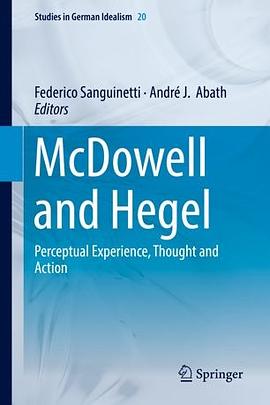 Studies in German Idealism 20
Federico Sanguinetti · André J. Abath
Editors
McDowell
and Hegel
Perceptual Experience, Thought and
Action
Springer